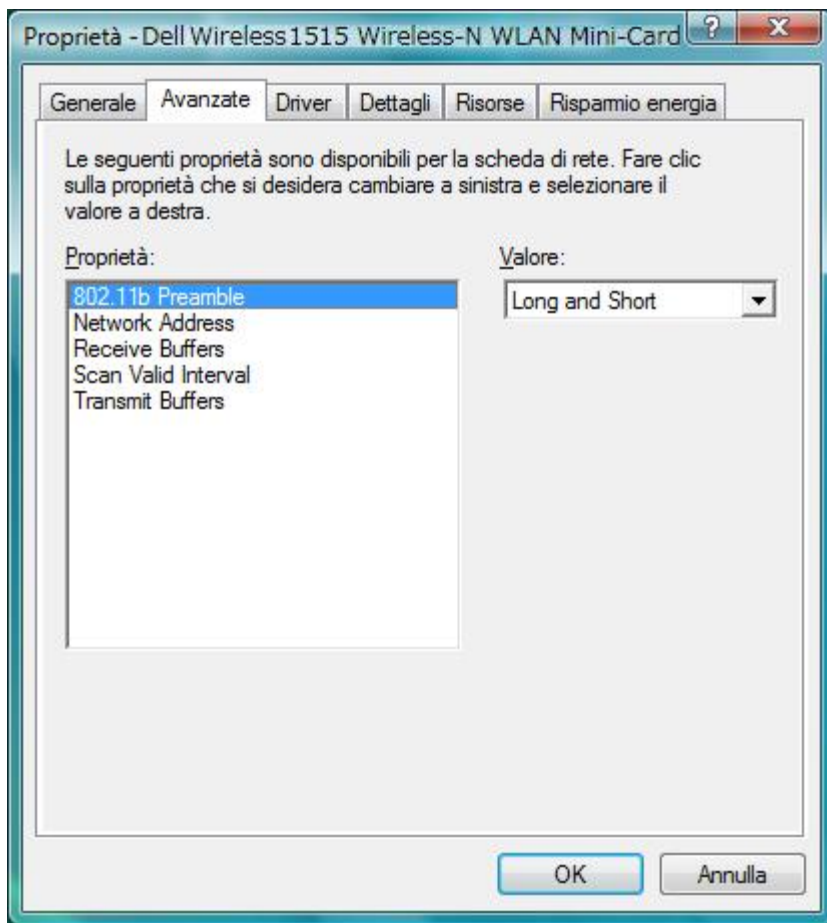 Proprietà - Dell Wireless1515 Wireless-N WLAN Mini-Card
Generale Avanzate Driver Dettagli Risorse Risparmio energia
Le seguenti proprietà sono disponibili per la scheda di rete. Fare clic
sulla proprietà che si desidera cambiare a sinistra e selezionare il
valore a destra.
Proprietà:
802.11b Preamble
Network Address
Receive Buffers
Scan Valid Interval
Transmit Buffers
Valore:
Long and Short
OK Annulla